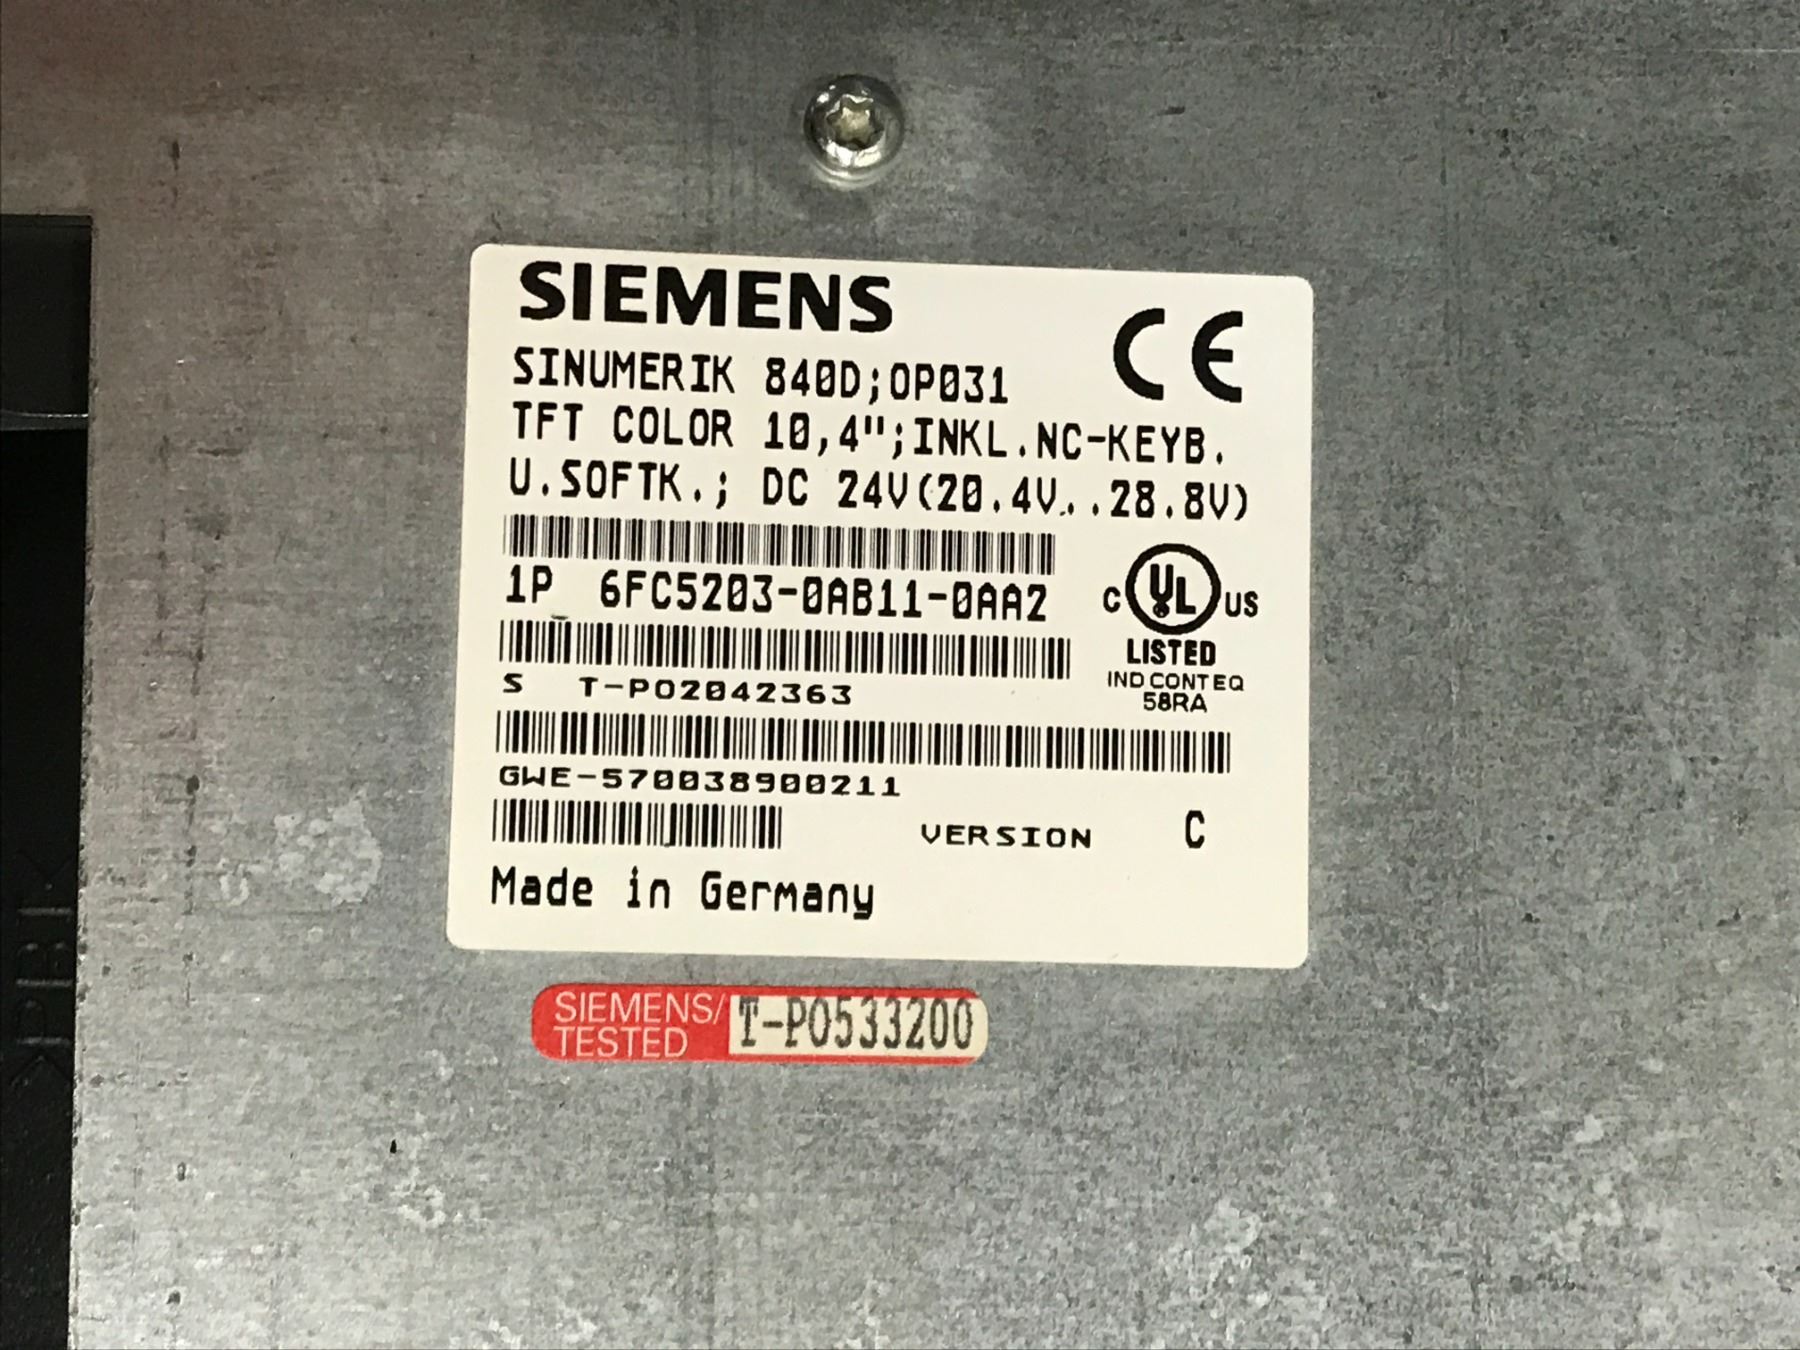 SIEMENS
CE
SINUMERIK 840D;OP031
TFT COLOR 10,4";INKL.NC-KEYB.
U.SOFTK.; DC 24V(20.4V...28.8V)
1P 6FC5203-0AB11-0AA2
C UL US
LISTED
IND CONT EQ
58RA
S T-PO2042363
GWE-570038900211
VERSION C
Made in Germany
SIEMENS/
TESTED
T-PO533200